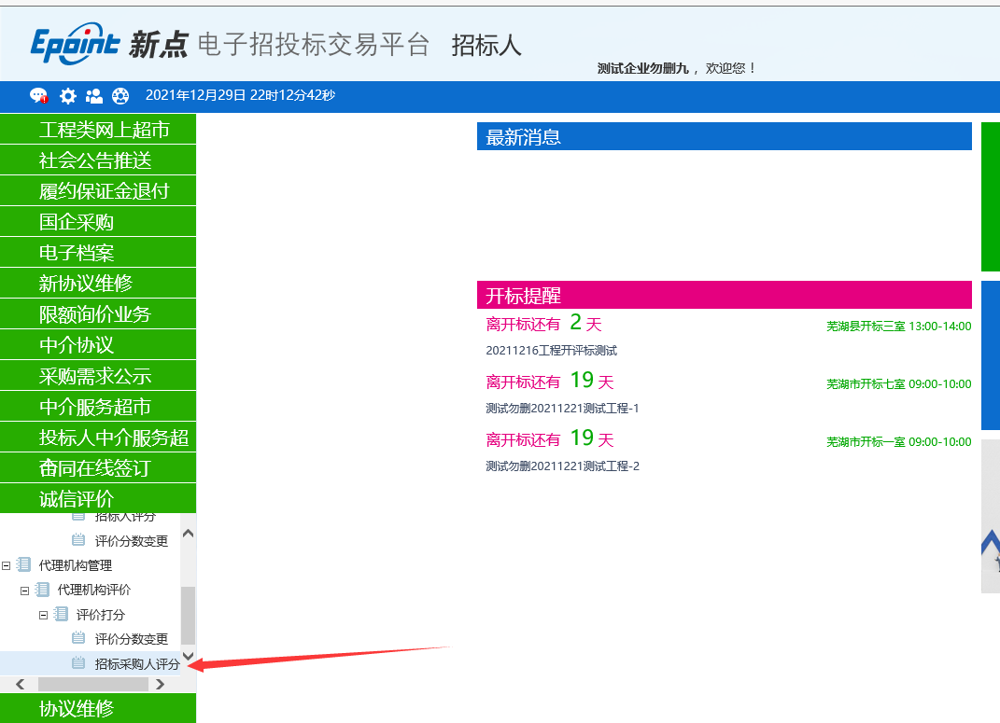 Epoint 新点 电子招投标交易平台 招标人
测试企业勿删九 ，欢迎您！
2021年12月29日 22时12分42秒
工程类网上超市
社会公告推送
履约保证金退付
国企采购
电子档案
新协议维修
限额询价业务
中介协议
采购需求公示
中介服务超市
投标人中介服务超
合同在线签订
诚信评价
招标人评分
评价分数变更
代理机构管理
代理机构评价
评价打分
评价分数变更
招标采购人评分
协议维修
最新消息
开标提醒
离开标还有 2 天 芜湖县开标三室 13:00-14:00
20211216工程开评标测试
离开标还有 19 天 芜湖市开标七室 09:00-10:00
测试勿删20211221测试工程-1
离开标还有 19 天 芜湖市开标一室 09:00-10:00
测试勿删20211221测试工程-2